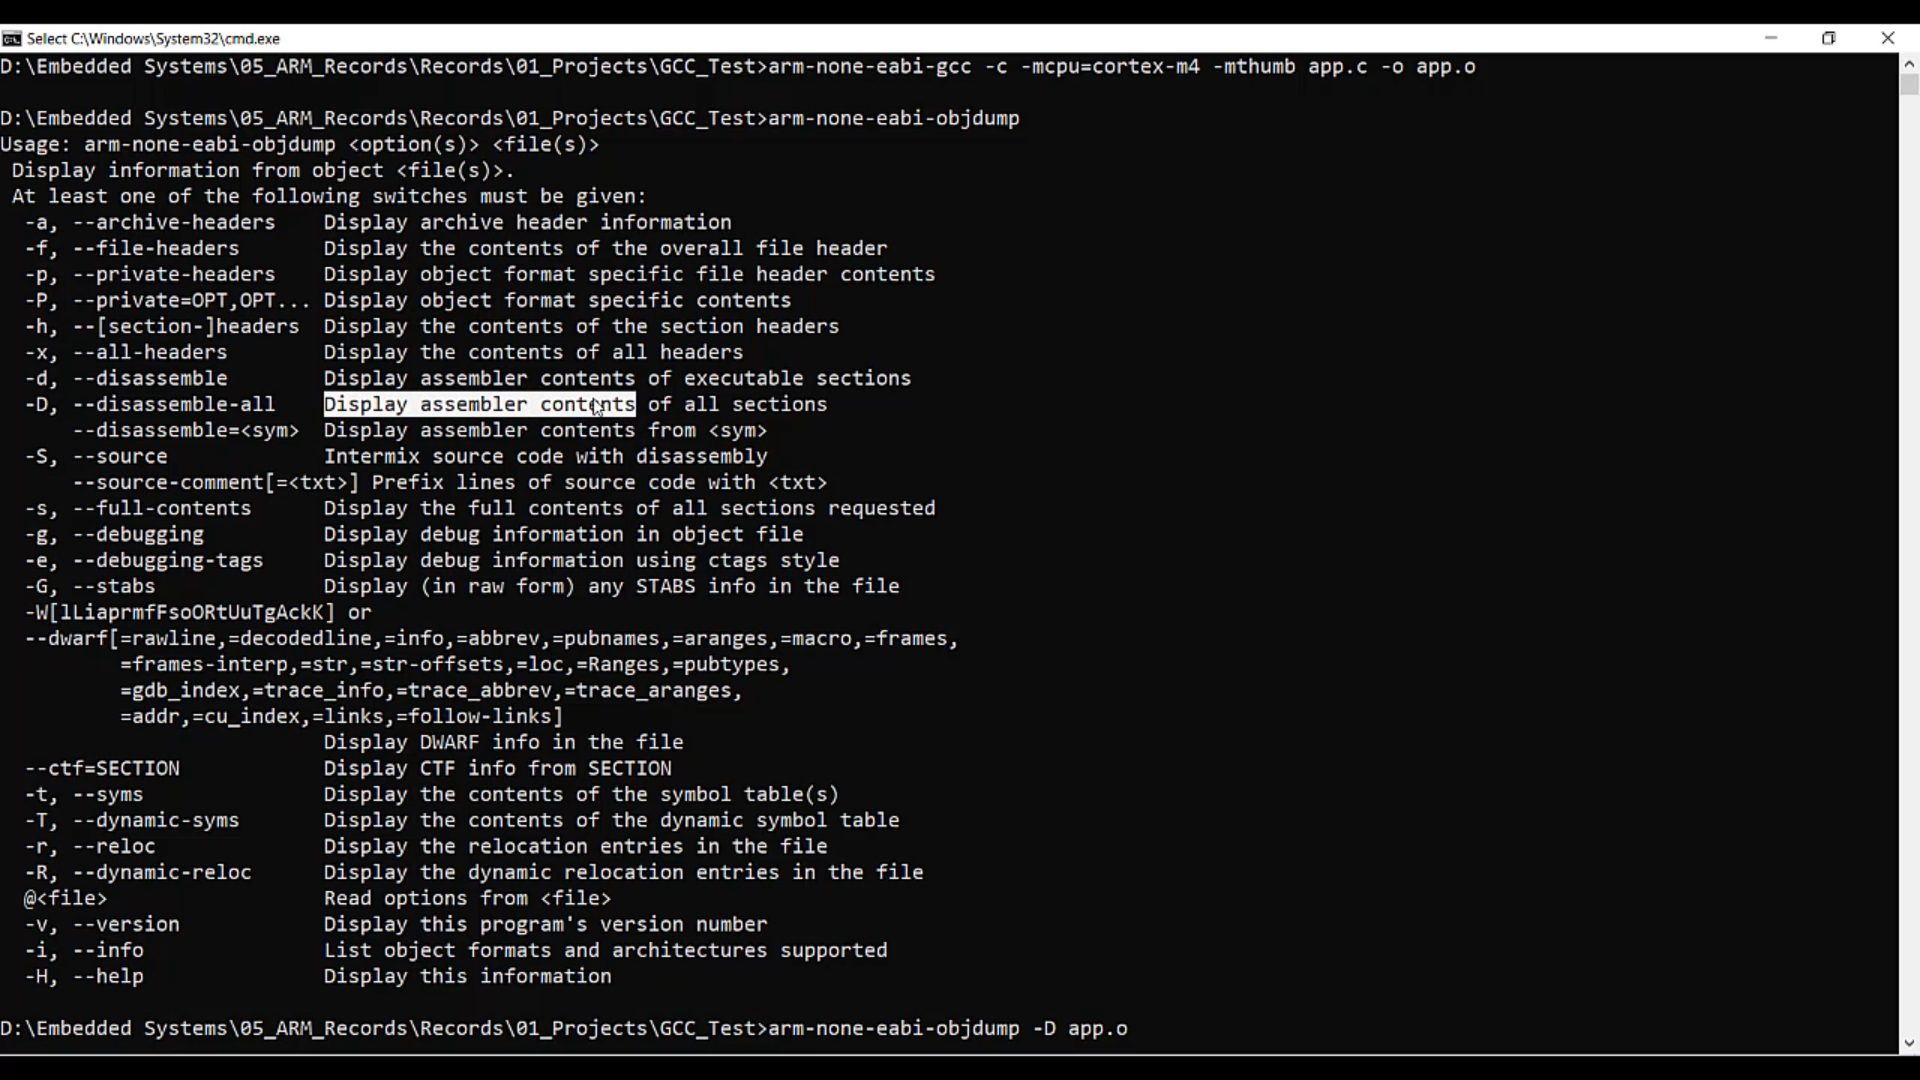 Select C:\Windows\System32\cmd.exe
D:\Embedded Systems\05_ARM_Records\Records\01_Projects\GCC_Test>arm-none-eabi-gcc -c -mcpu=cortex-m4 -mthumb app.c -o app.o
D:\Embedded Systems\05_ARM_Records\Records\01_Projects\GCC_Test>arm-none-eabi-objdump
Usage: arm-none-eabi-objdump <option(s)> <file(s)>
 Display information from object <file(s)>.
 At least one of the following switches must be given:
  -a, --archive-headers    Display archive header information
  -f, --file-headers       Display the contents of the overall file header
  -p, --private-headers    Display object format specific file header contents
  -P, --private=OPT,OPT... Display object format specific contents
  -h, --[section-]headers  Display the contents of the section headers
  -x, --all-headers        Display the contents of all headers
  -d, --disassemble        Display assembler contents of executable sections
  -D, --disassemble-all    Display assembler contents of all sections
      --disassemble=<sym>  Display assembler contents from <sym>
  -S, --source             Intermix source code with disassembly
      --source-comment[=<txt>] Prefix lines of source code with <txt>
  -s, --full-contents      Display the full contents of all sections requested
  -g, --debugging          Display debug information in object file
  -e, --debugging-tags     Display debug information using ctags style
  -G, --stabs              Display (in raw form) any STABS info in the file
  -W[lLiaprmfFsoORtUuTgAckK] or
  --dwarf[=rawline,=decodedline,=info,=abbrev,=pubnames,=aranges,=macro,=frames,
          =frames-interp,=str,=str-offsets,=loc,=Ranges,=pubtypes,
          =gdb_index,=trace_info,=trace_abbrev,=trace_aranges,
          =addr,=cu_index,=links,=follow-links]
                           Display DWARF info in the file
  --ctf=SECTION            Display CTF info from SECTION
  -t, --syms               Display the contents of the symbol table(s)
  -T, --dynamic-syms       Display the contents of the dynamic symbol table
  -r, --reloc              Display the relocation entries in the file
  -R, --dynamic-reloc      Display the dynamic relocation entries in the file
  @<file>                  Read options from <file>
  -v, --version            Display this program's version number
  -i, --info               List object formats and architectures supported
  -H, --help               Display this information
D:\Embedded Systems\05_ARM_Records\Records\01_Projects\GCC_Test>arm-none-eabi-objdump -D app.o